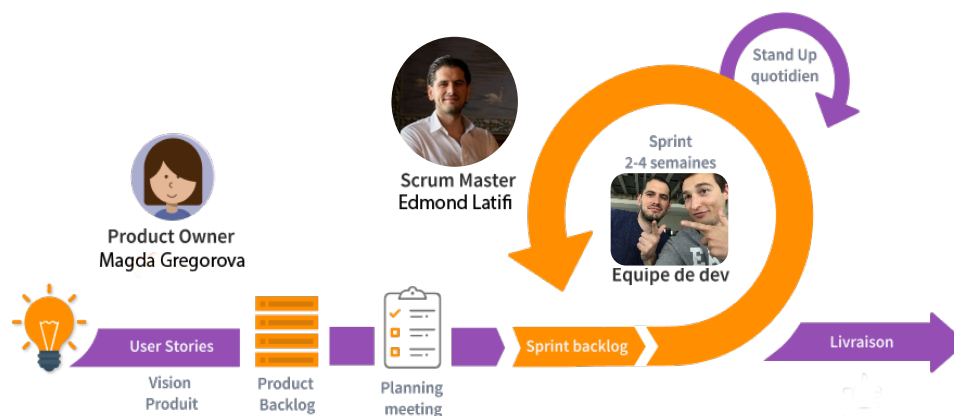 Stand Up
quotidien
Sprint
2-4 semaines
Scrum Master
Edmond Latifi
Product Owner
Magda Gregorova
Equipe de dev
User Stories
Sprint backlog
Livraison
Vision
Produit
Product
Backlog
Planning
meeting